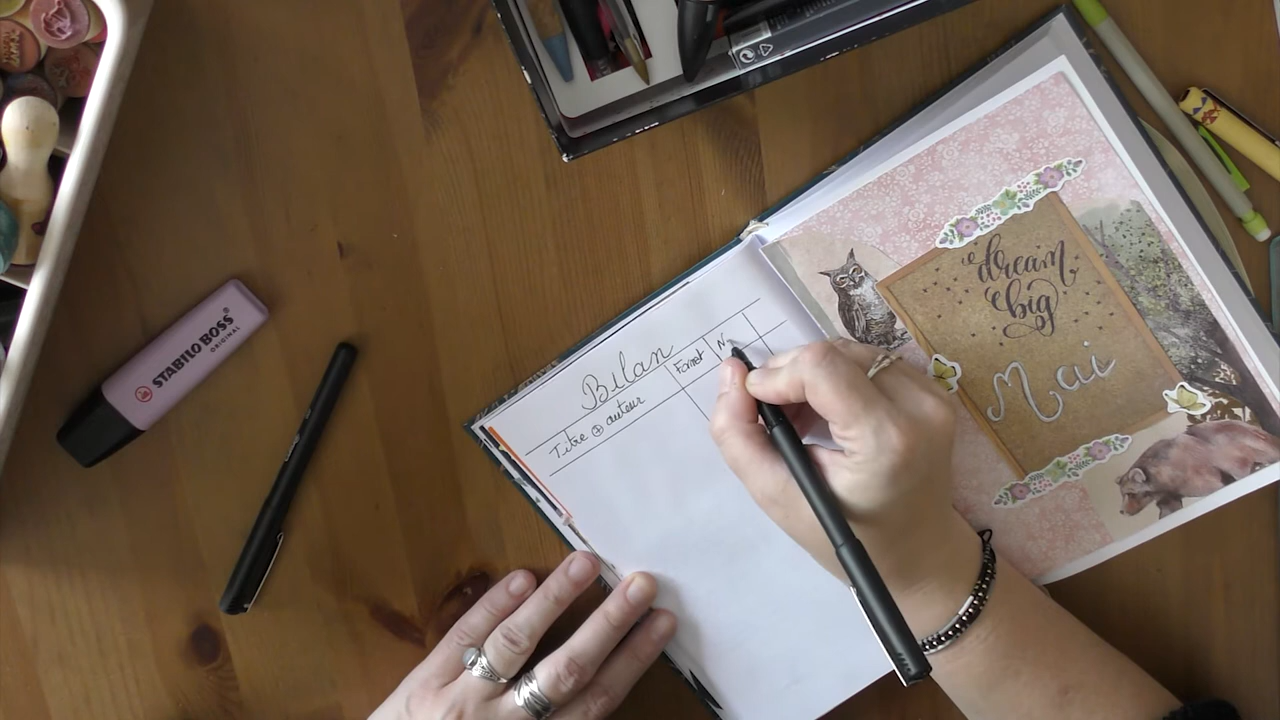 STABILO BOSS
ORIGINAL
Bilan
Titre ⊕ auteur
Format
dream
big
Mai